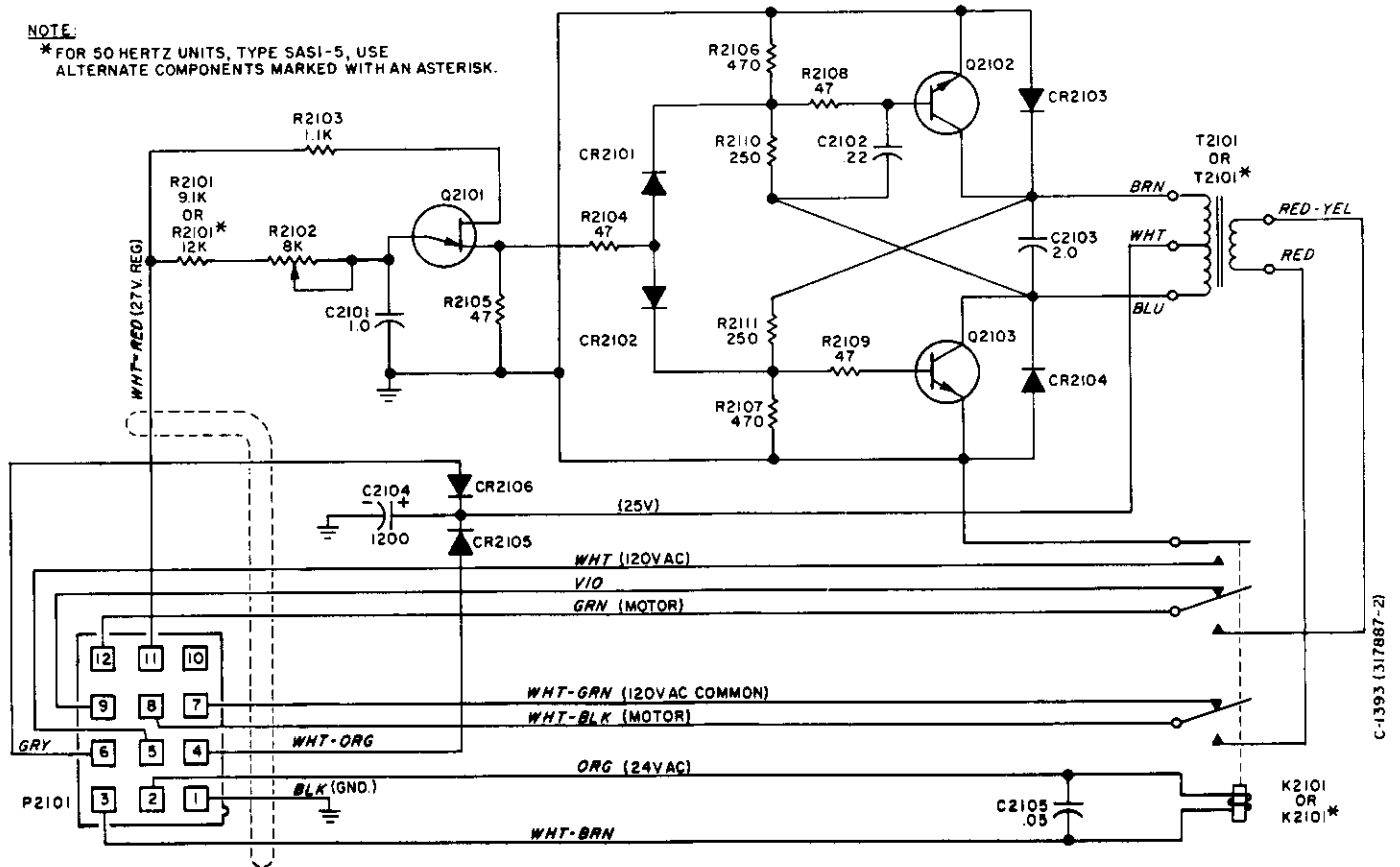 NOTE:
* FOR 50 HERTZ UNITS, TYPE SAS1-5, USE
ALTERNATE COMPONENTS MARKED WITH AN ASTERISK.
R2106
470
R2108
47
Q2102
CR2103
R2103
1.1K
R2110
250
C2102
.22
T2101
OR
T2101*
CR2101
R2101
9.1K
OR
R2101*
12K
R2102
8K
Q2101
R2104
47
BRN
RED-YEL
WHT
C2103
2.0
RED
WHT-RED (27V. REG)
C2101
1.0
R2105
47
BLU
R2111
250
R2109
47
Q2103
CR2102
CR2104
R2107
470
C2104
- +
1200
CR2106
(25V)
CR2105
WHT (120VAC)
VIO
GRN (MOTOR)
12 11 10
9 8 7
WHT-GRN (120VAC COMMON)
WHT-BLK (MOTOR)
GRY
6 5 4
WHT-ORG
ORG (24VAC)
P2101
3 2 1
BLK (GND.)
C2105
.05
K2101
OR
K2101*
WHT-BRN
C-1393 (317887-2)